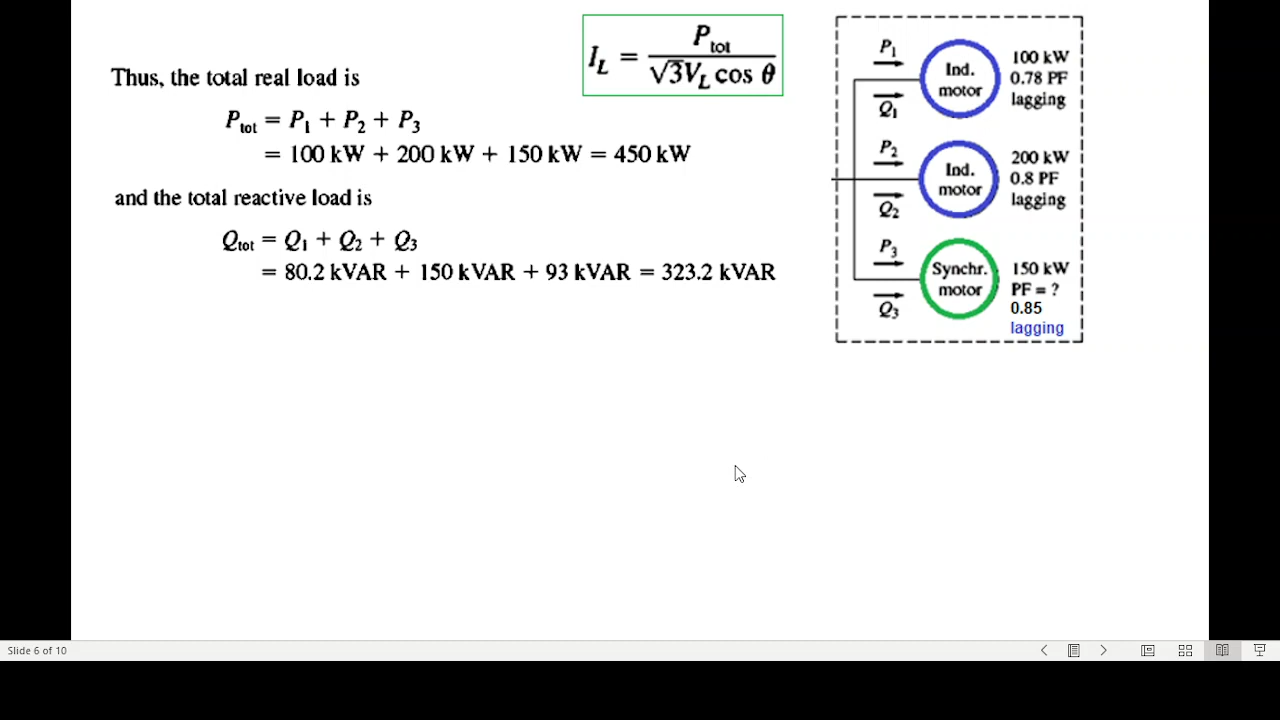 I_L = P_tot / √3V_L cos θ
Thus, the total real load is
P_tot = P_1 + P_2 + P_3
= 100 kW + 200 kW + 150 kW = 450 kW
and the total reactive load is
Q_tot = Q_1 + Q_2 + Q_3
= 80.2 kVAR + 150 kVAR + 93 kVAR = 323.2 kVAR
P_1
Q_1
Ind.
motor
100 kW
0.78 PF
lagging
P_2
Q_2
Ind.
motor
200 kW
0.8 PF
lagging
P_3
Q_3
Synchr.
motor
150 kW
PF = ?
0.85
lagging
Slide 6 of 10